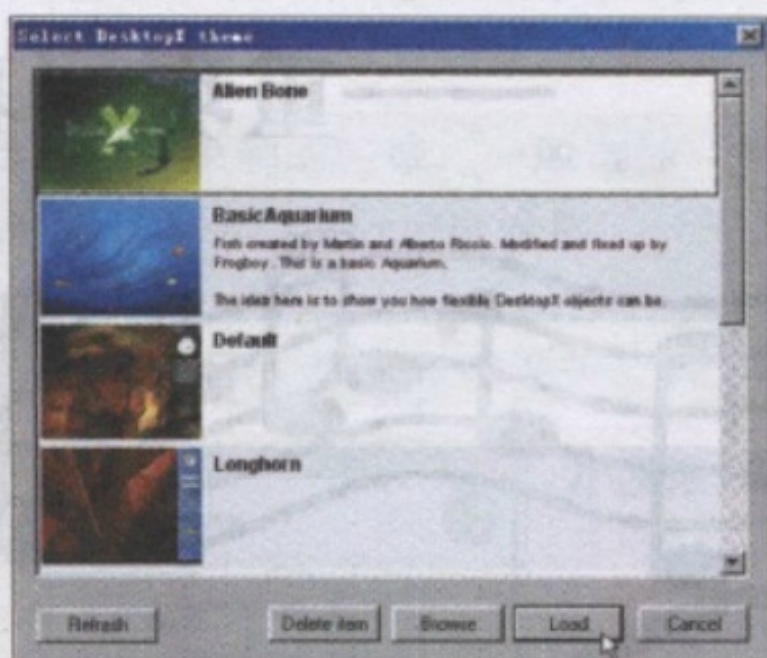 Select DesktopX theme
Alien Bone
Basic Aquarium
Fish created by Martin and Alberto Riccio. Modified and fixed up by
Frogboy. This is a basic Aquarium.
The idea here is to show you how flexible DesktopX objects can be.
Default
Longhorn
Refresh
Delete item
Browse
Load
Cancel